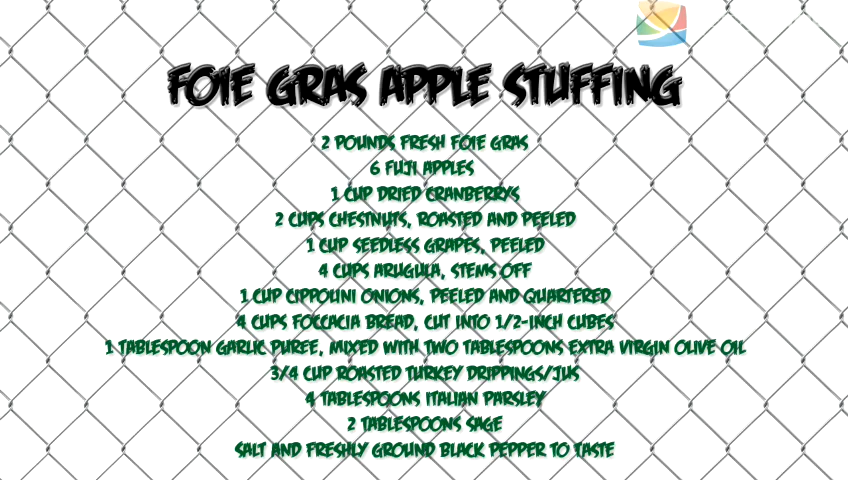 FOIE GRAS APPLE STUFFING
2 POUNDS FRESH FOIE GRAS
6 FUJI APPLES
1 CUP DRIED CRANBERRYS
2 CUPS CHESTNUTS, ROASTED AND PEELED
1 CUP SEEDLESS GRAPES, PEELED
4 CUPS ARUGULA, STEMS OFF
1 CUP CIPPOLINI ONIONS, PEELED AND QUARTERED
4 CUPS FOCCACIA BREAD, CUT INTO 1/2-INCH CUBES
1 TABLESPOON GARLIC PUREE, MIXED WITH TWO TABLESPOONS EXTRA VIRGIN OLIVE OIL
3/4 CUP ROASTED TURKEY DRIPPINGS/JUS
4 TABLESPOONS ITALIAN PARSLEY
2 TABLESPOONS SAGE
SALT AND FRESHLY GROUND BLACK PEPPER TO TASTE